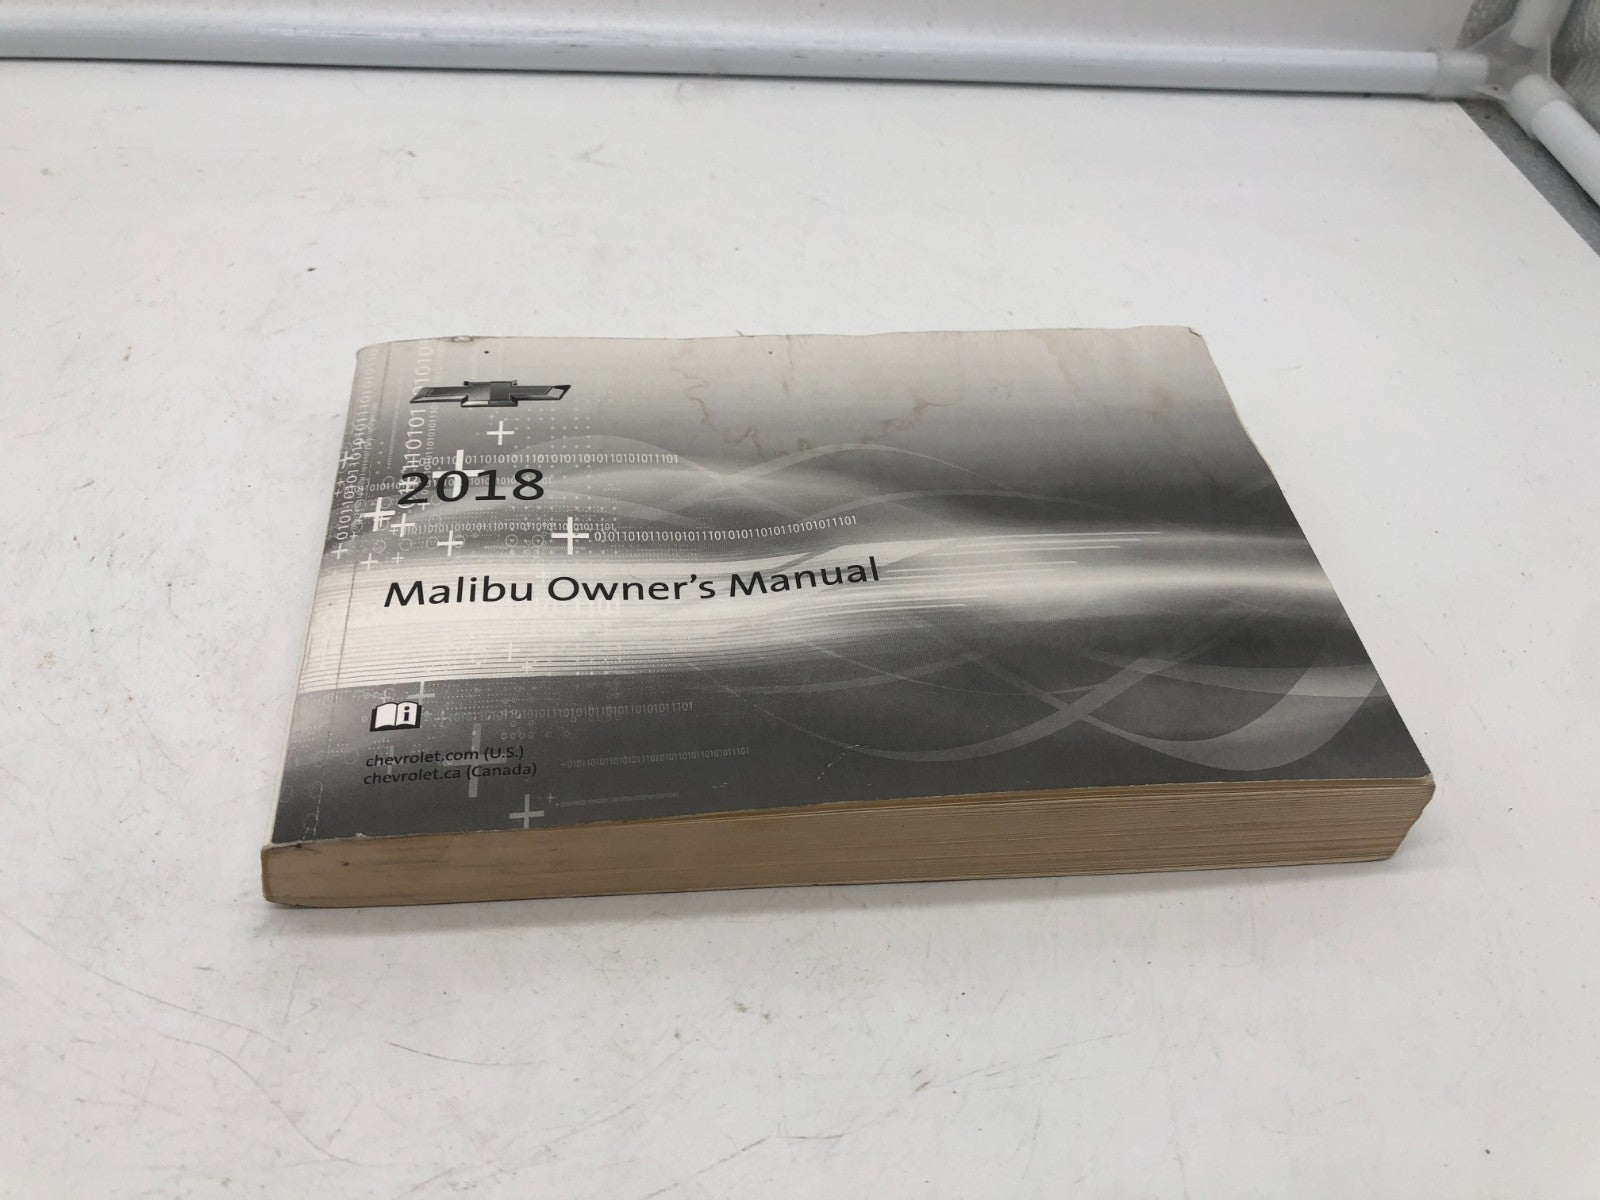 2018
Malibu Owner's Manual
chevrolet.com (U.S.)
chevrolet.ca (Canada)